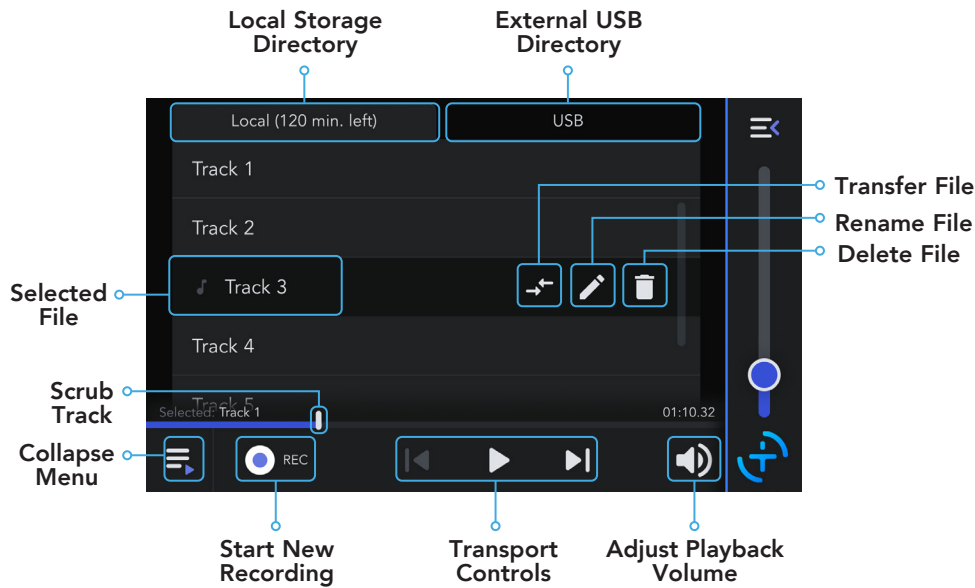 Local Storage
Directory
External USB
Directory
Local (120 min. left)
USB
Track 1
Transfer File
Track 2
Rename File
Delete File
Selected
File
Track 3
Track 4
Scrub
Track
Track 5
Selected: Track 1
01:10.32
Collapse
Menu
REC
Start New
Recording
Transport
Controls
Adjust Playback
Volume